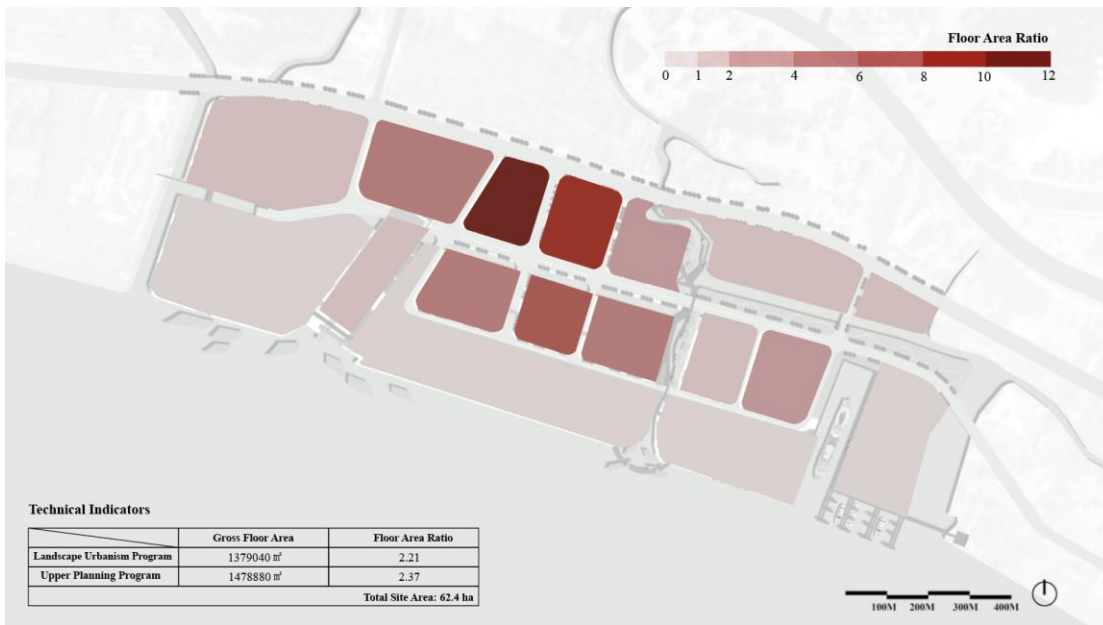 Floor Area Ratio
0 1 2 4 6 8 10 12
Technical Indicators
Gross Floor Area Floor Area Ratio
Landscape Urbanism Program 1379040 ㎡ 2.21
Upper Planning Program 1478880 ㎡ 2.37
Total Site Area: 62.4 ha
100M 200M 300M 400M